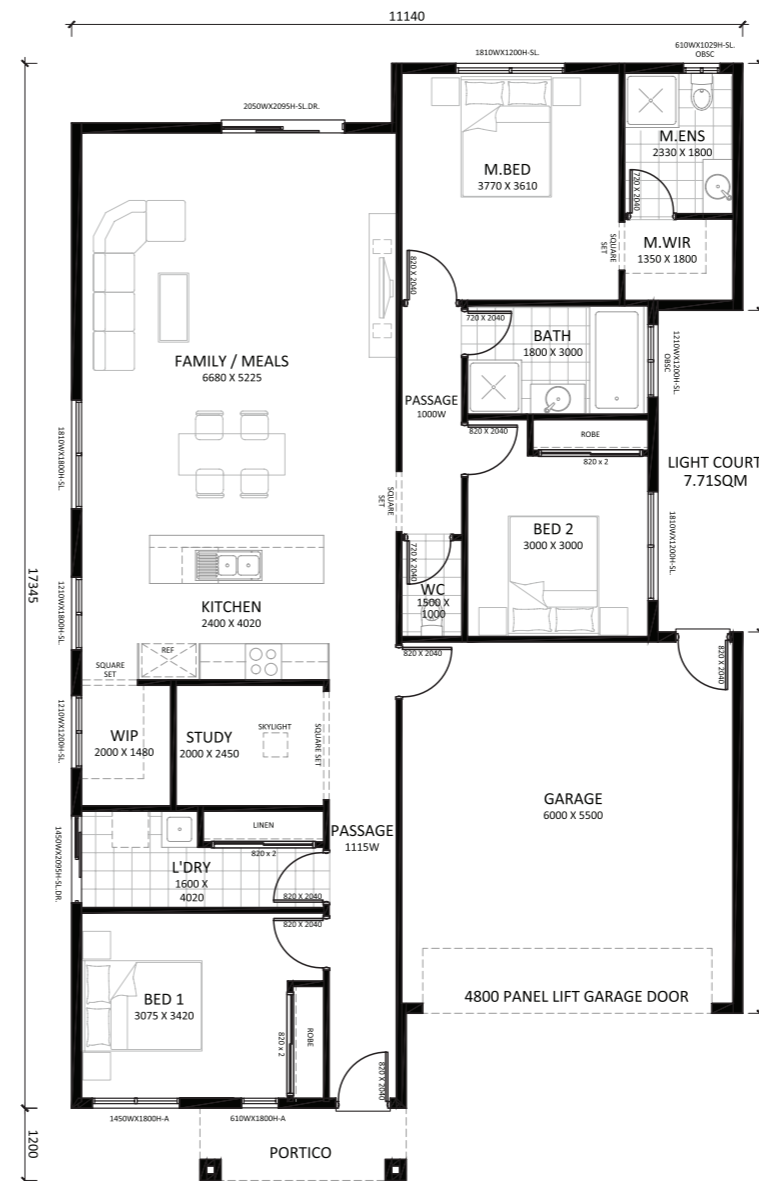 11140
1810WX1200H-SL.
610WX1029H-SL.
OBSC
2050WX2095H-SL.DR.
M.BED
3770 X 3610
M.ENS
2330 X 1800
720 X 2040
SQUARE
SET
M.WIR
1350 X 1800
820 X 2040
FAMILY / MEALS
6680 X 5225
720 X 2040
BATH
1800 X 3000
1210WX1200H-SL.
OBSC
PASSAGE
1000W
820 X 2040
ROBE
820 x 2
LIGHT COURT
7.71SQM
1810WX1800H-SL.
SQUARE
SET
BED 2
3000 X 3000
1810WX1200H-SL.
17345
1210WX1800H-SL.
720 X 2040
WC
1500 X
1000
KITCHEN
2400 X 4020
REF
820 X 2040
820 X 2040
SQUARE
SET
WIP
2000 X 1480
STUDY
2000 X 2450
SKYLIGHT
SQUARE SET
1210WX1200H-SL.
GARAGE
6000 X 5500
LINEN
820 x 2
PASSAGE
1115W
1450WX2095H-SL.DR.
L'DRY
1600 X
4020
820 X 2040
820 X 2040
BED 1
3075 X 3420
820 x 2
ROBE
4800 PANEL LIFT GARAGE DOOR
820 X 2040
1450WX1800H-A
610WX1800H-A
1200
PORTICO